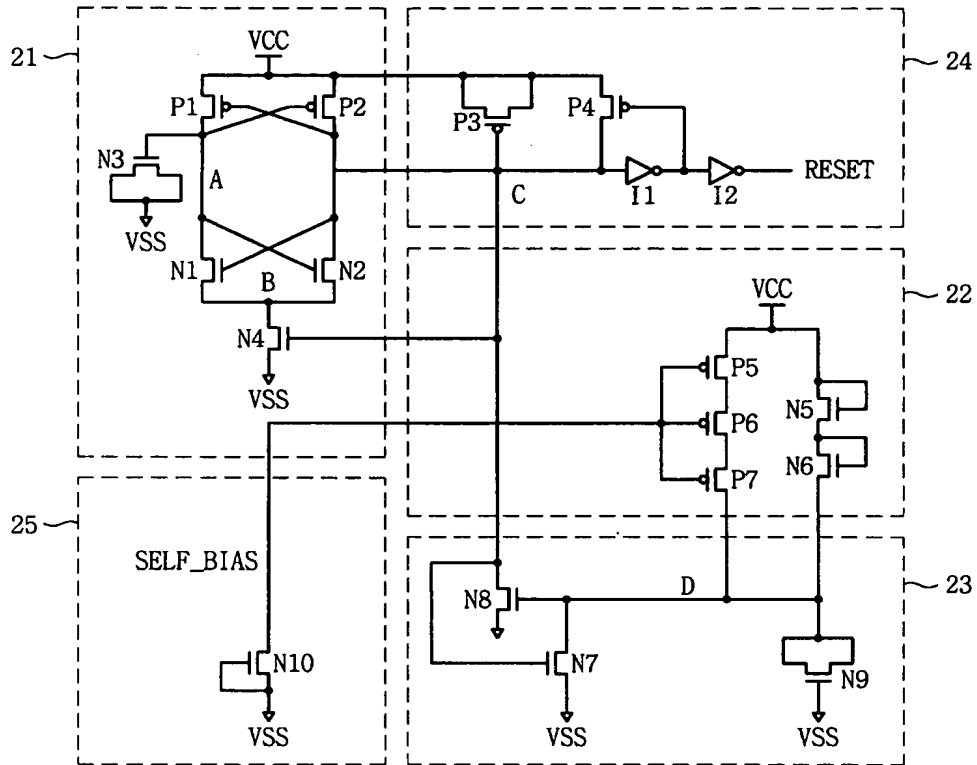 21
VCC
P1
P2
N3
A
VSS
N1
N2
B
N4
VSS
24
P3
P4
C
I1
I2
RESET
22
VCC
P5
P6
P7
N5
N6
25
SELF_BIAS
N10
VSS
23
D
N8
N7
VSS
N9
VSS